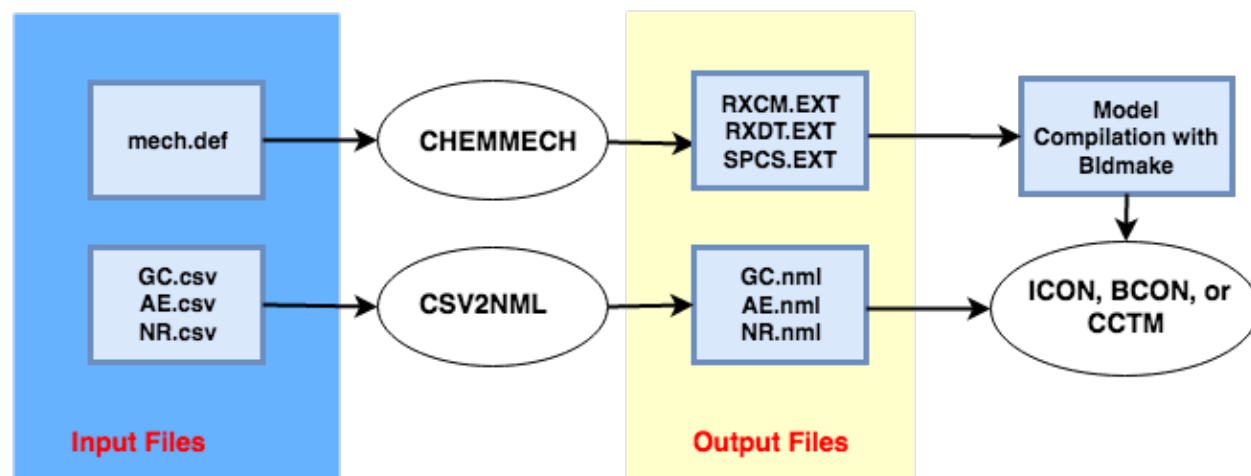 mech.def
CHEMMECH
RXCM.EXT
RXDT.EXT
SPCS.EXT
Model
Compilation with
Bldmake
GC.csv
AE.csv
NR.csv
CSV2NML
GC.nml
AE.nml
NR.nml
ICON, BCON, or
CCTM
Input Files
Output Files